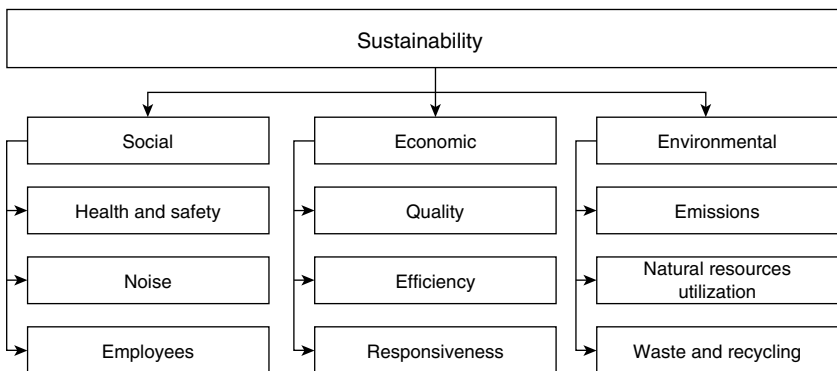 Sustainability
Social
Economic
Environmental
Health and safety
Quality
Emissions
Noise
Efficiency
Natural resources
utilization
Employees
Responsiveness
Waste and recycling